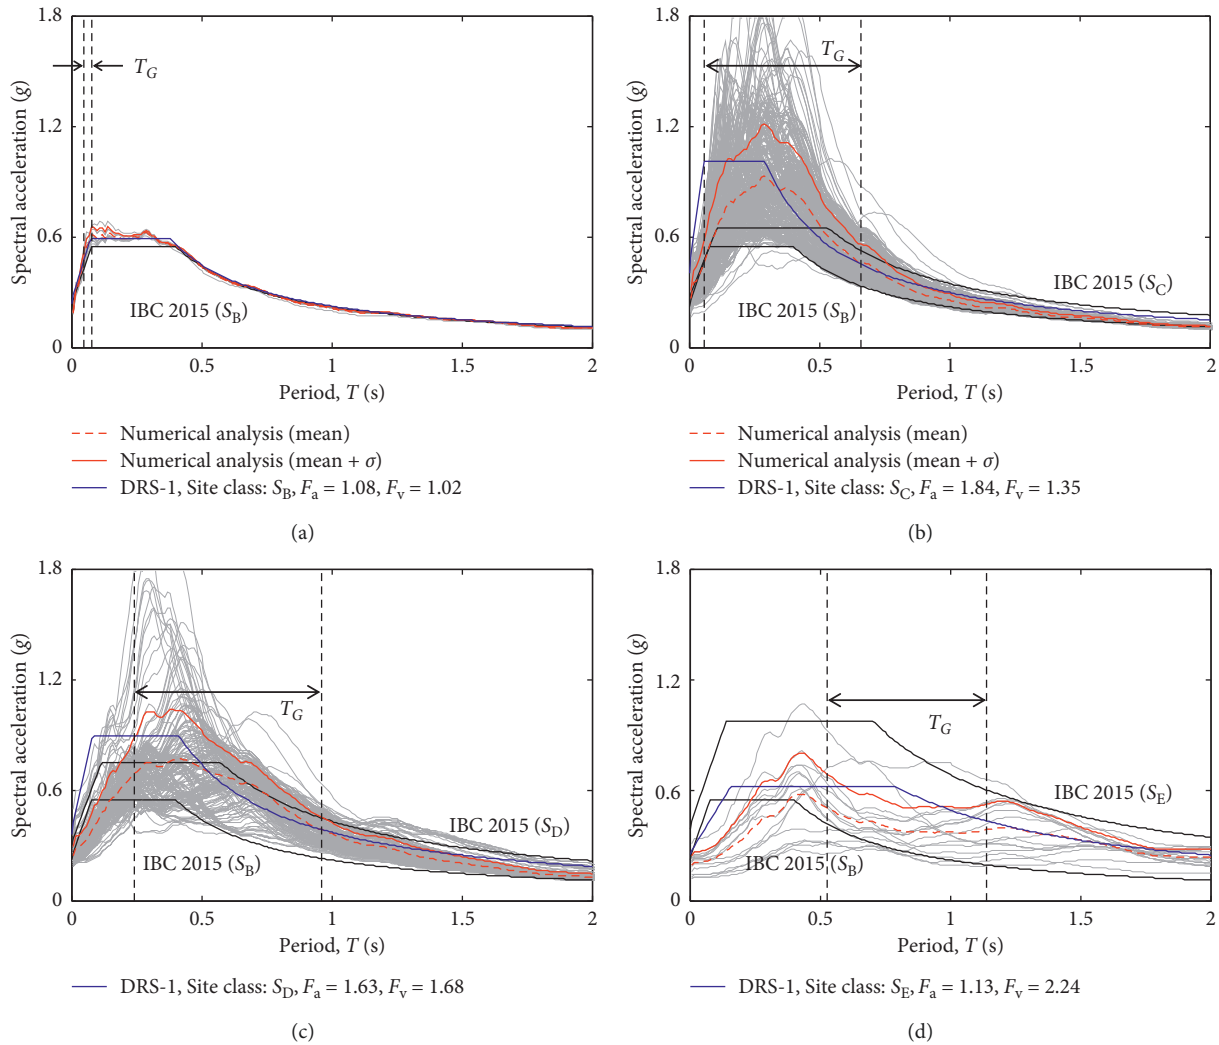 1.8
1.2
0.6
0
Spectral acceleration (g)
T_G
IBC 2015 (S_B)
0 0.5 1 1.5 2
Period, T (s)
Numerical analysis (mean)
Numerical analysis (mean + σ)
DRS-1, Site class: S_B, F_a = 1.08, F_v = 1.02
(a)
1.8
1.2
0.6
0
Spectral acceleration (g)
T_G
IBC 2015 (S_C)
IBC 2015 (S_B)
0 0.5 1 1.5 2
Period, T (s)
Numerical analysis (mean)
Numerical analysis (mean + σ)
DRS-1, Site class: S_C, F_a = 1.84, F_v = 1.35
(b)
1.8
1.2
0.6
0
Spectral acceleration (g)
T_G
IBC 2015 (S_D)
IBC 2015 (S_B)
0 0.5 1 1.5 2
Period, T (s)
DRS-1, Site class: S_D, F_a = 1.63, F_v = 1.68
(c)
1.8
1.2
0.6
0
Spectral acceleration (g)
T_G
IBC 2015 (S_E)
IBC 2015 (S_B)
0 0.5 1 1.5 2
Period, T (s)
DRS-1, Site class: S_E, F_a = 1.13, F_v = 2.24
(d)